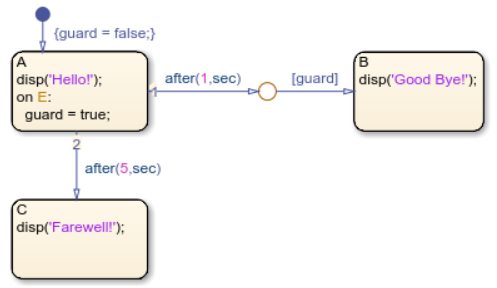 {guard = false;}
A
disp('Hello!');
on E:
guard = true;
1
after(1,sec)
[guard]
B
disp('Good Bye!');
2
after(5,sec)
C
disp('Farewell!');